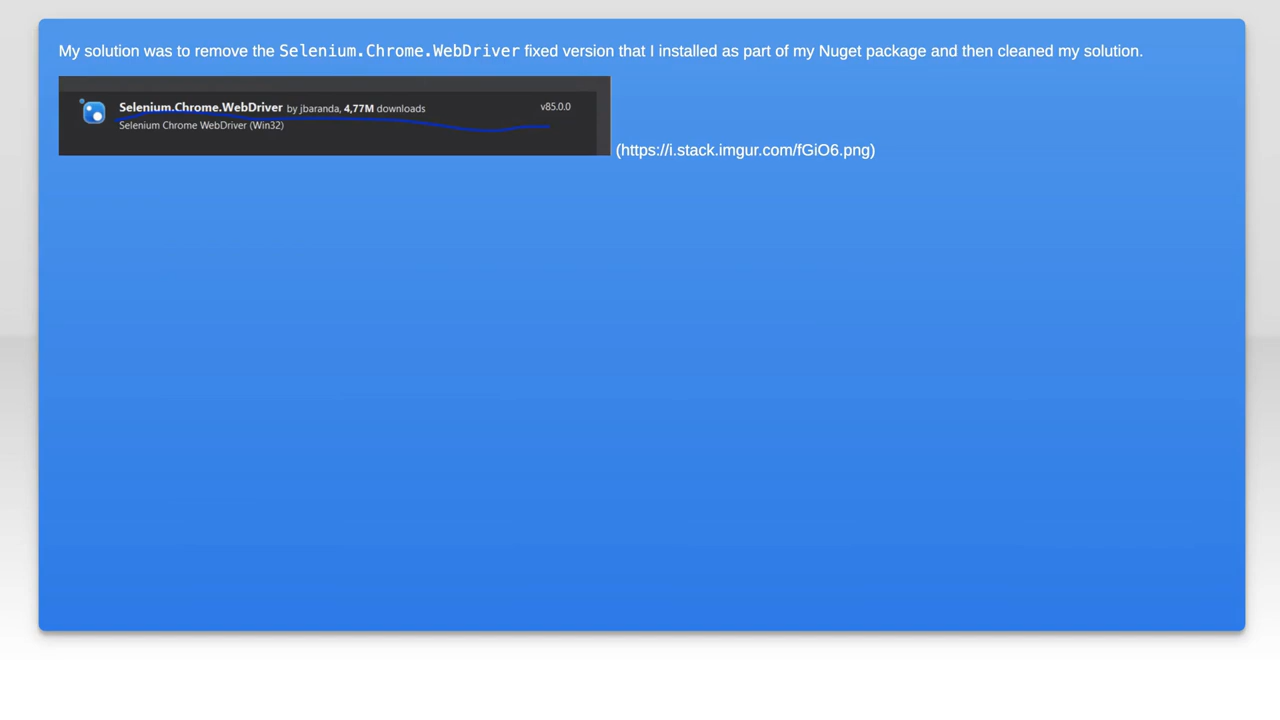 My solution was to remove the Selenium.Chrome.WebDriver fixed version that I installed as part of my Nuget package and then cleaned my solution.
Selenium.Chrome.WebDriver by jbaranda, 4,77M downloads v85.0.0
Selenium Chrome WebDriver (Win32)
(https://i.stack.imgur.com/fGiO6.png)